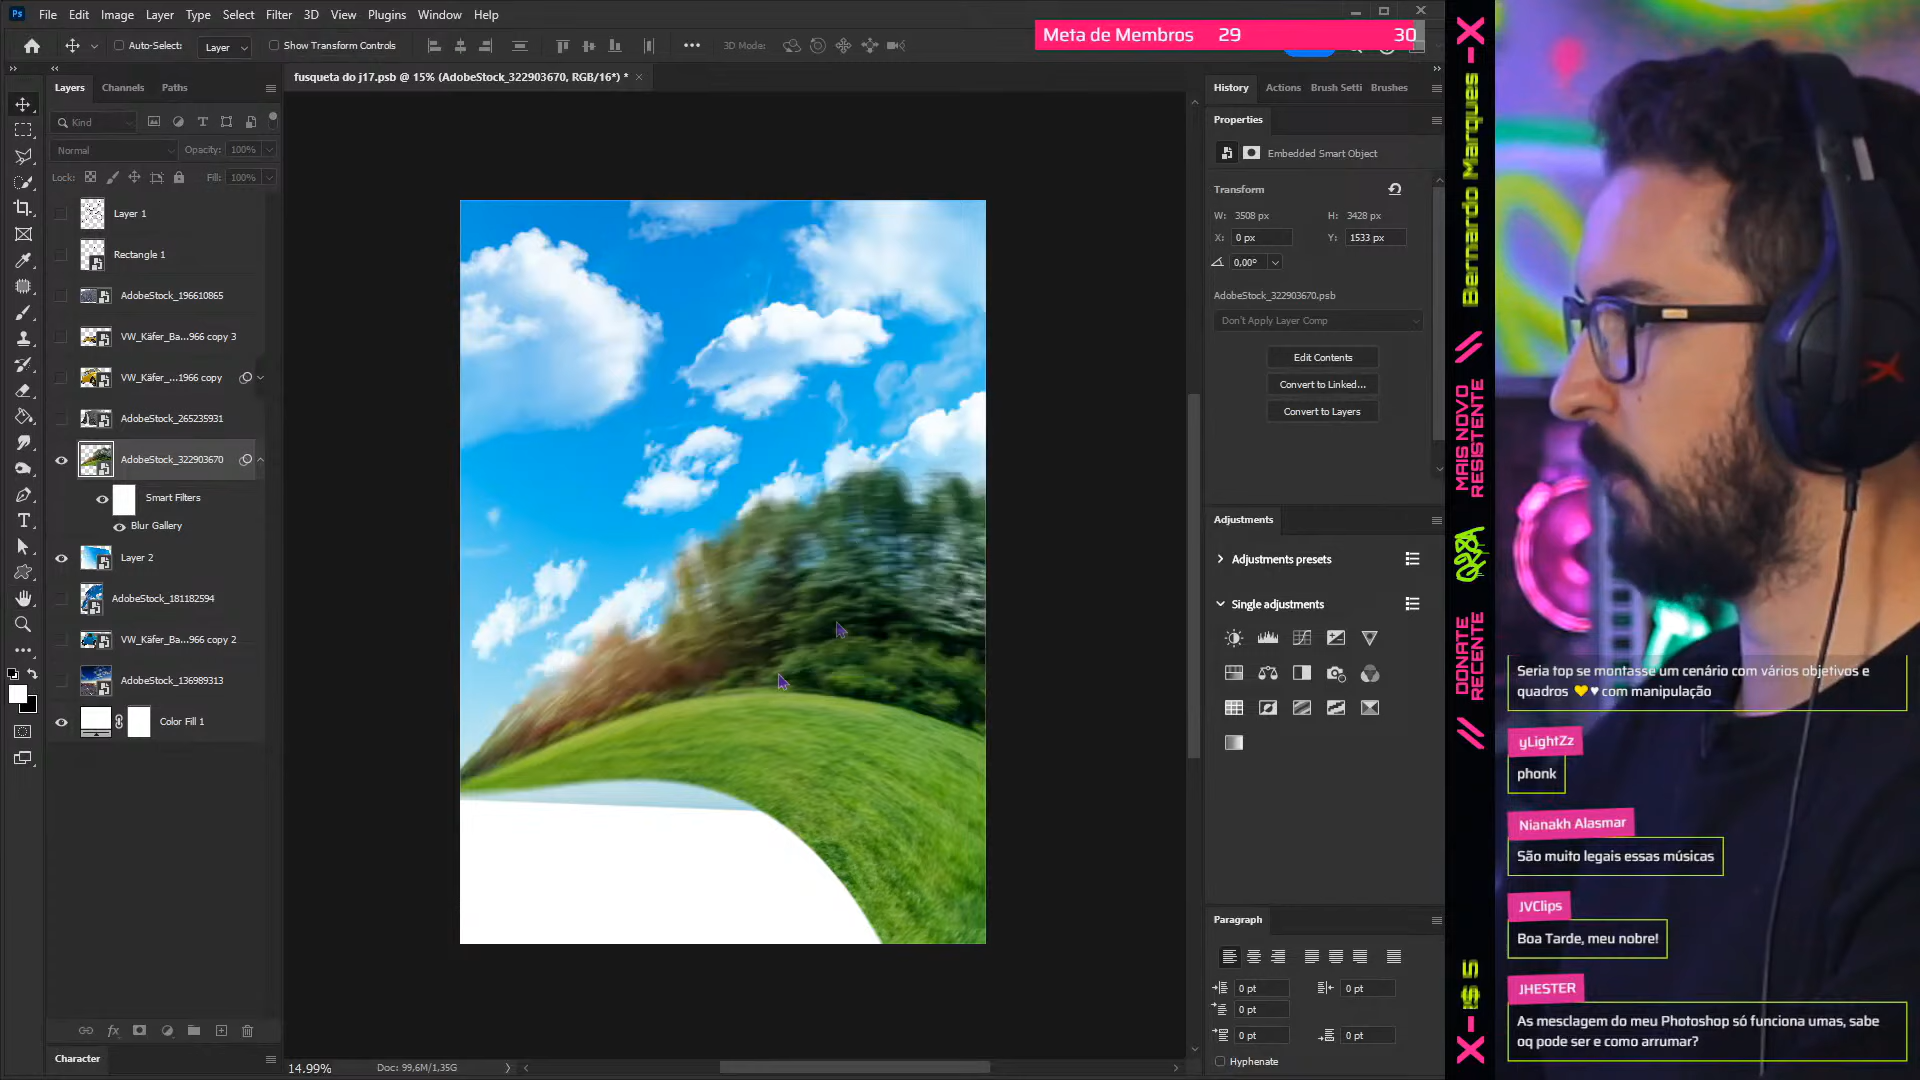 Ps File Edit Image Layer Type Select Filter 3D View Plugins Window Help
Auto-Select: Layer Show Transform Controls 3D Mode:
Meta de Membros 29 30
fusqueta do j17.psb @ 15% (AdobeStock_322903670, RGB/16*) *
Layers Channels Paths
Kind
Normal Opacity: 100%
Lock: Fill: 100%
Layer 1
Rectangle 1
AdobeStock_196610865
VW_Käfer_Ba...966 copy 3
VW_Käfer_...1966 copy
AdobeStock_265235931
AdobeStock_322903670
Smart Filters
Blur Gallery
Layer 2
AdobeStock_181182594
VW_Käfer_Ba...966 copy 2
AdobeStock_136989313
Color Fill 1
Character
14.99% Doc: 99,6M/1,35G
History Actions Brush Setti Brushes
Properties
Embedded Smart Object
Transform
W: 3508 px H: 3428 px
X: 0 px Y: 1533 px
0,00°
AdobeStock_322903670.psb
Don't Apply Layer Comp
Edit Contents
Convert to Linked...
Convert to Layers
Adjustments
Adjustments presets
Single adjustments
Paragraph
0 pt 0 pt
0 pt
0 pt 0 pt
Hyphenate
Bernardo Marques
MAIS NOVO
RESISTENTE
DONATE
RECENTE
Seria top se montasse um cenário com vários objetivos e
quadros 💛♥ com manipulação
yLightZz
phonk
Nianakh Alasmar
São muito legais essas músicas
JVClips
Boa Tarde, meu nobre!
JHESTER
As mesclagem do meu Photoshop só funciona umas, sabe
oq pode ser e como arrumar?